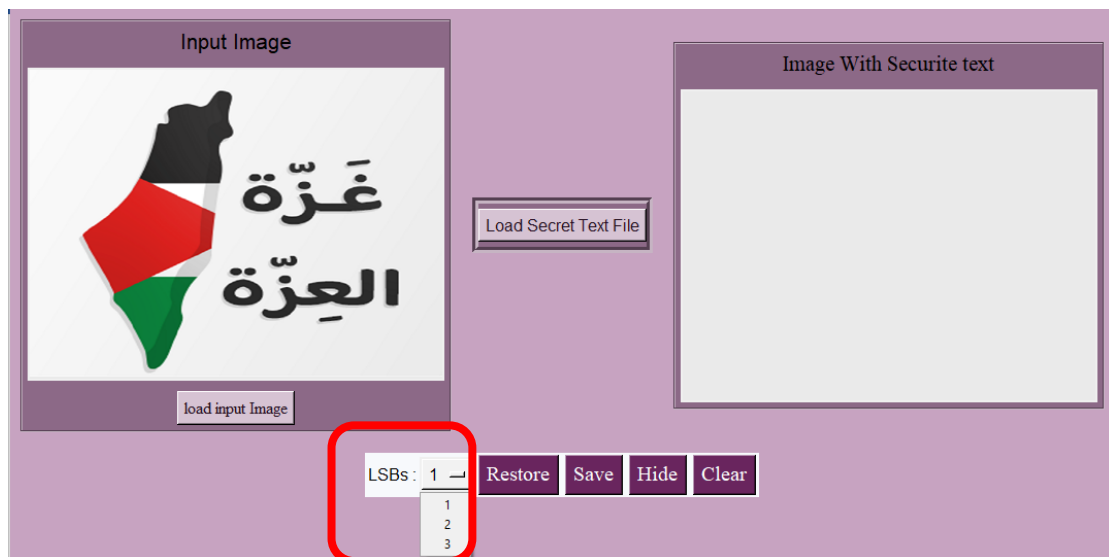 Input Image
غَزّة
العِزّة
load input Image
Load Secret Text File
Image With Securite text
LSBs : 1 Restore Save Hide Clear
1
2
3